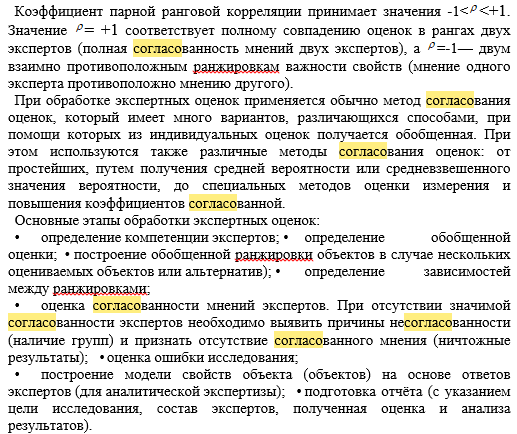 Коэффициент парной ранговой корреляции принимает значения -1<ρ<+1.
Значение ρ= +1 соответствует полному совпадению оценок в рангах двух
экспертов (полная согласованность мнений двух экспертов), а ρ=-1— двум
взаимно противоположным ранжировкам важности свойств (мнение одного
эксперта противоположно мнению другого).
При обработке экспертных оценок применяется обычно метод согласования
оценок, который имеет много вариантов, различающихся способами, при
помощи которых из индивидуальных оценок получается обобщенная. При
этом используются также различные методы согласования оценок: от
простейших, путем получения средней вероятности или средневзвешенного
значения вероятности, до специальных методов оценки измерения и
повышения коэффициентов согласованной.
Основные этапы обработки экспертных оценок:
• определение компетенции экспертов; • определение обобщенной
оценки; • построение обобщенной ранжировки объектов в случае нескольких
оцениваемых объектов или альтернатив); • определение зависимостей
между ранжировками;
• оценка согласованности мнений экспертов. При отсутствии значимой
согласованности экспертов необходимо выявить причины несогласованности
(наличие групп) и признать отсутствие согласованного мнения (ничтожные
результаты); • оценка ошибки исследования;
• построение модели свойств объекта (объектов) на основе ответов
экспертов (для аналитической экспертизы); • подготовка отчёта (с указанием
цели исследования, состав экспертов, полученная оценка и анализа
результатов).